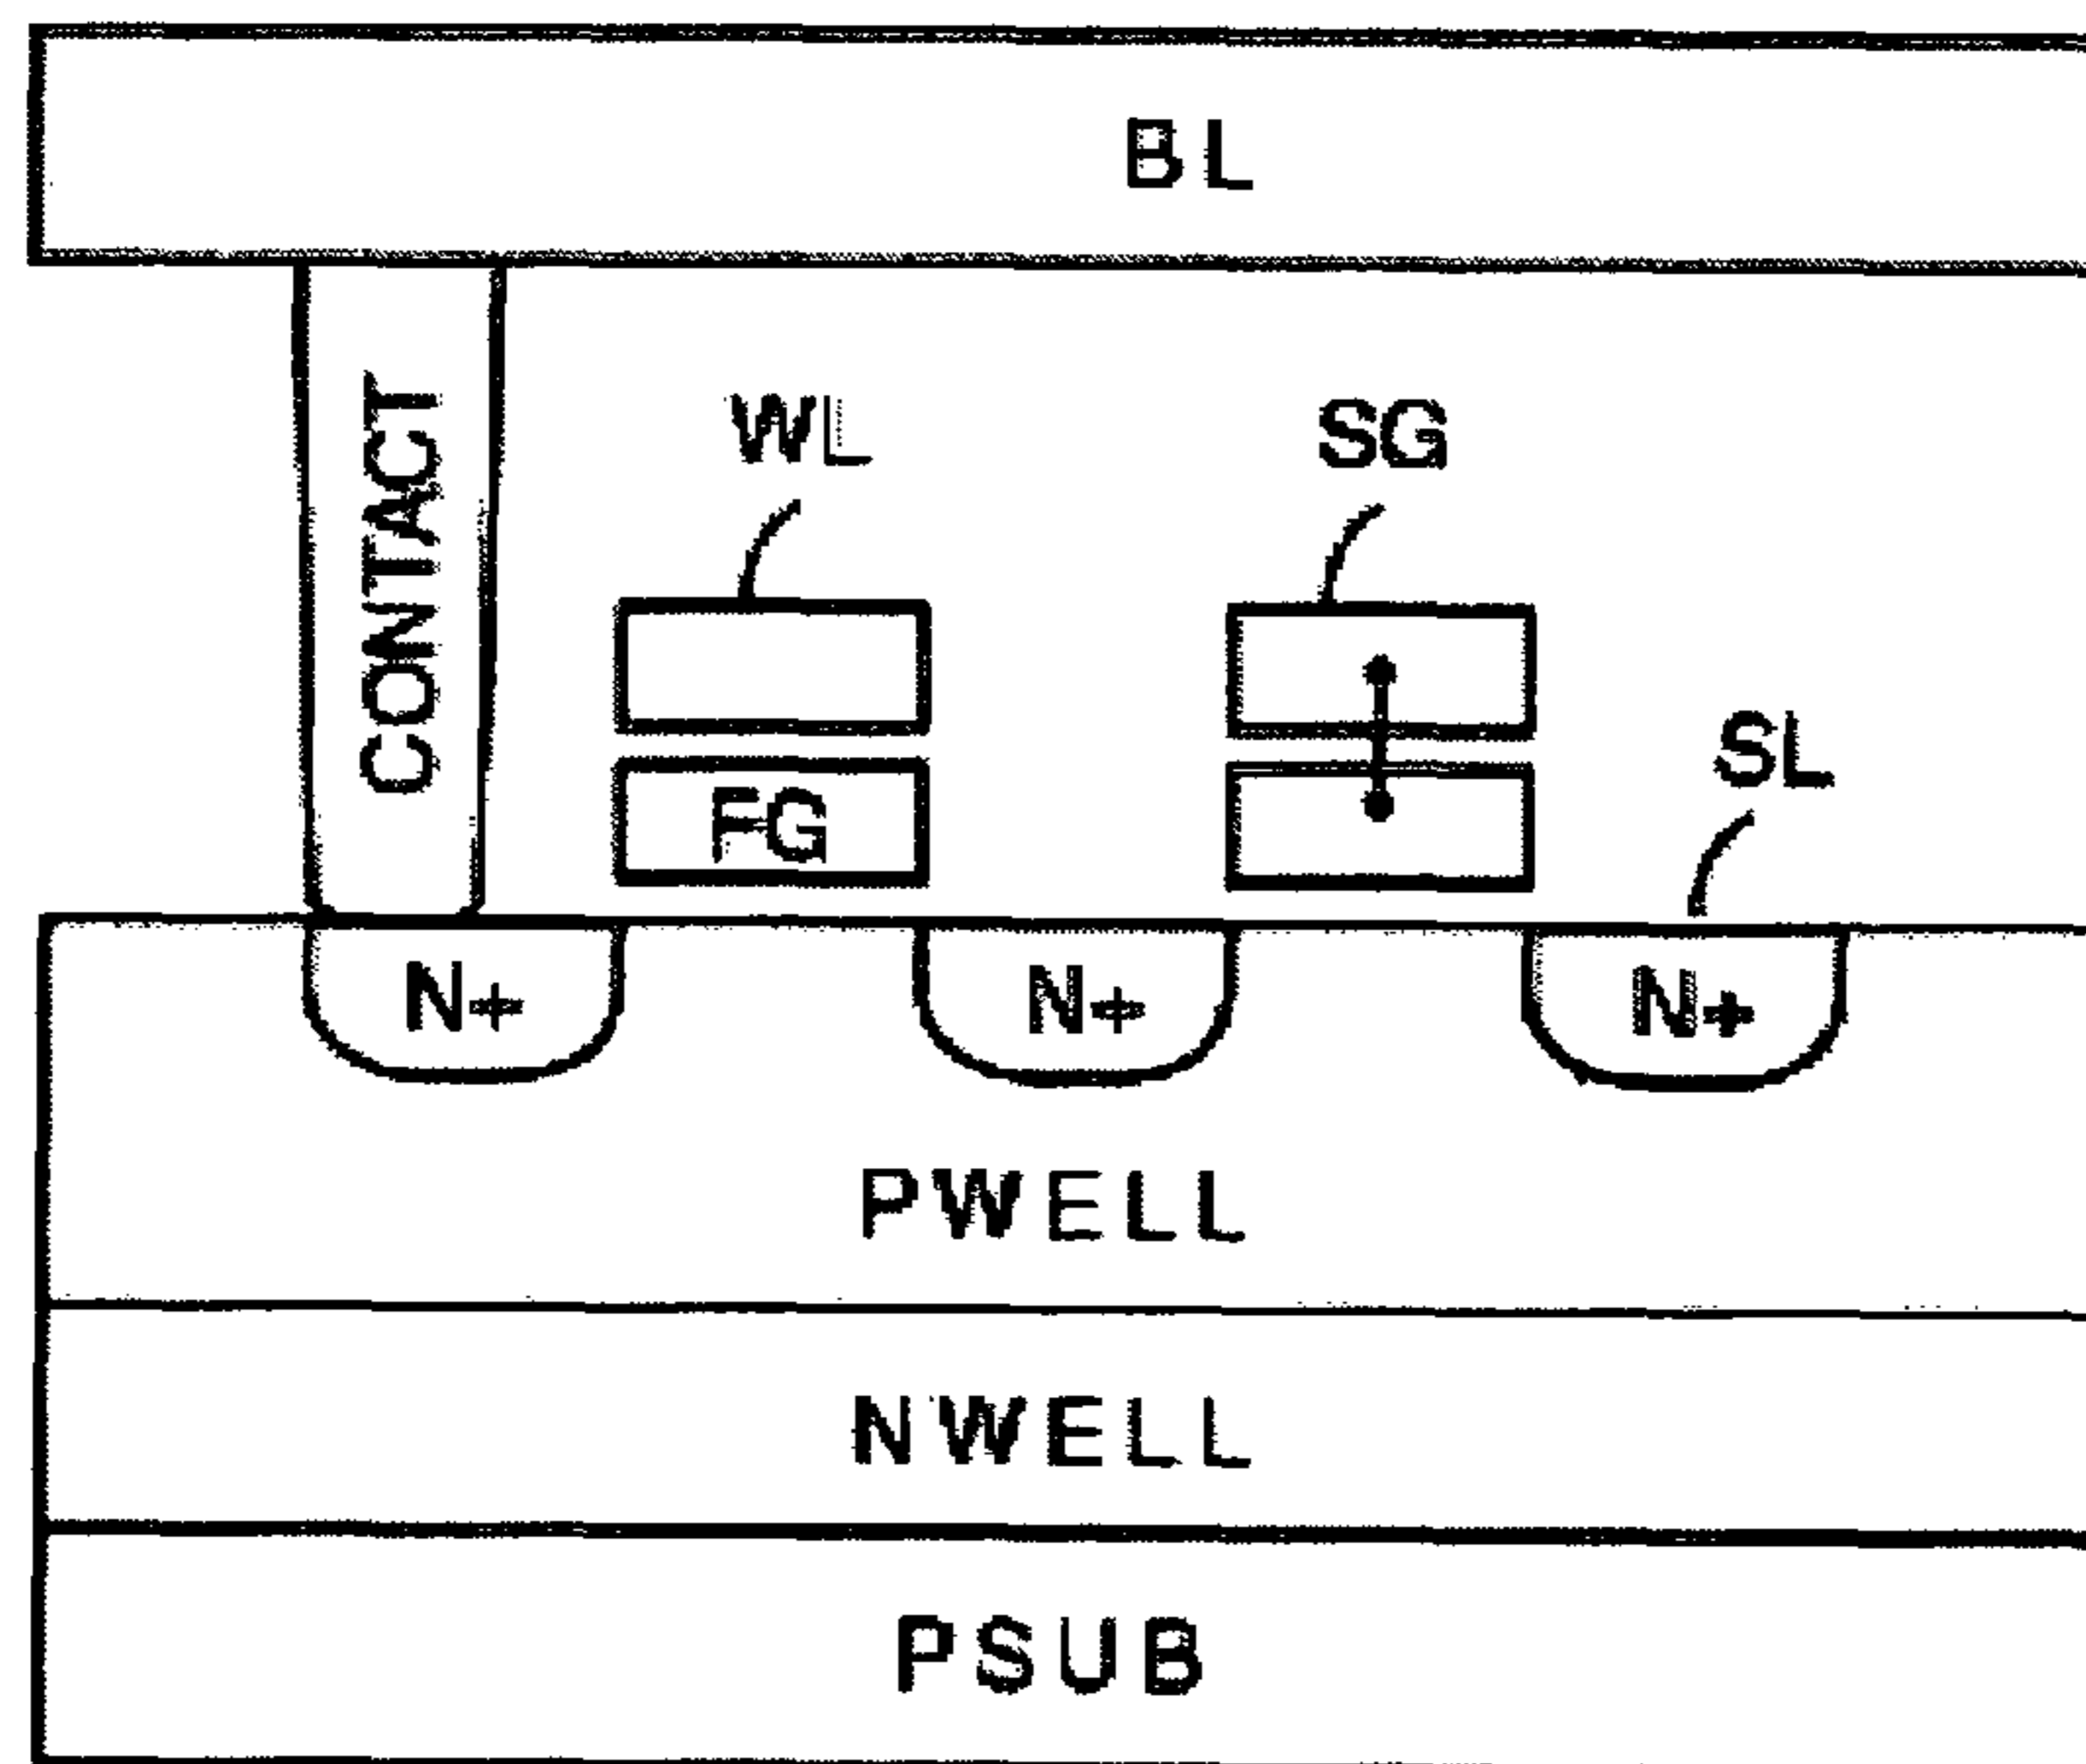 BL
CONTACT
WL
SG
FG
SL
N+
N+
N+
PWELL
NWELL
PSUB